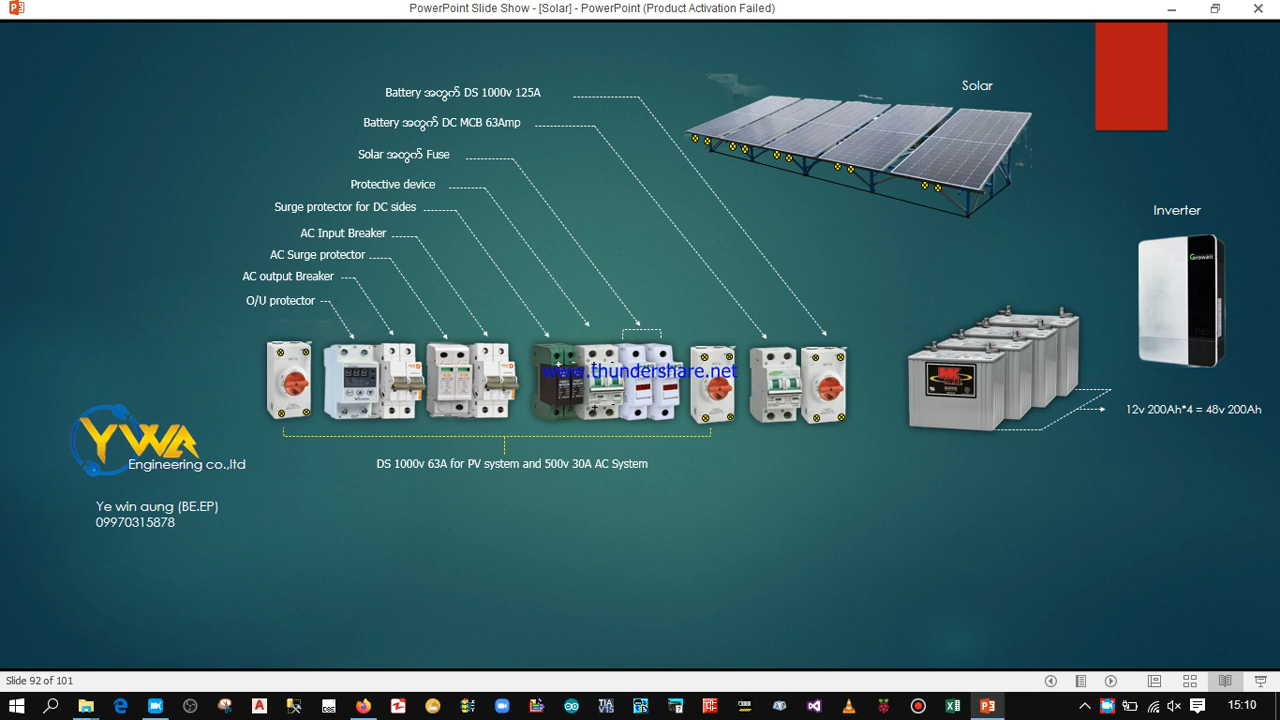 PowerPoint Slide Show - [Solar] - PowerPoint (Product Activation Failed)
Battery အတွက် DS 1000v 125A
Solar
Battery အတွက် DC MCB 63Amp
Solar အတွက် Fuse
Protective device
Surge protector for DC sides
Inverter
AC Input Breaker
AC Surge protector
Growatt
AC output Breaker
O/U protector
www.thundershare.net
MK
12v 200Ah*4 = 48v 200Ah
YWA
Engineering co.,ltd
DS 1000v 63A for PV system and 500v 30A AC System
Ye win aung (BE.EP)
09970315878
Slide 92 of 101
15:10